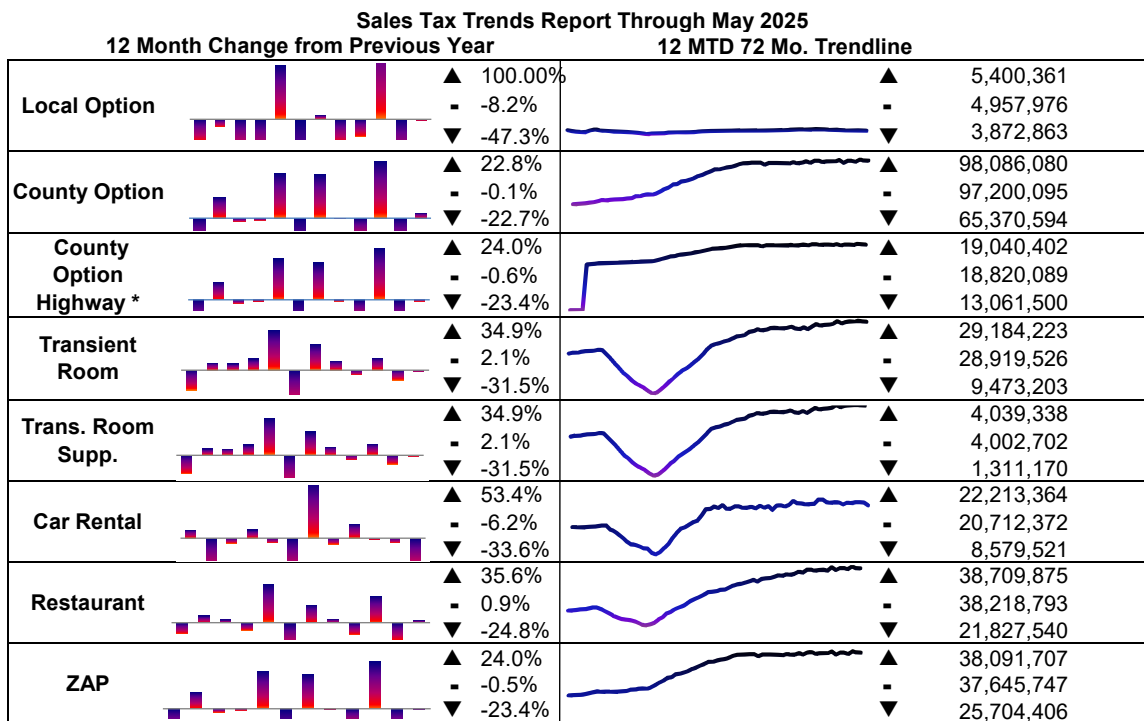 Sales Tax Trends Report Through May 2025
12 Month Change from Previous Year 12 MTD 72 Mo. Trendline
Local Option
▲ 100.00% ▲ 5,400,361
- -8.2% - 4,957,976
▼ -47.3% ▼ 3,872,863
County Option
▲ 22.8% ▲ 98,086,080
- -0.1% - 97,200,095
▼ -22.7% ▼ 65,370,594
County
Option
Highway *
▲ 24.0% ▲ 19,040,402
- -0.6% - 18,820,089
▼ -23.4% ▼ 13,061,500
Transient
Room
▲ 34.9% ▲ 29,184,223
- 2.1% - 28,919,526
▼ -31.5% ▼ 9,473,203
Trans. Room
Supp.
▲ 34.9% ▲ 4,039,338
- 2.1% - 4,002,702
▼ -31.5% ▼ 1,311,170
Car Rental
▲ 53.4% ▲ 22,213,364
- -6.2% - 20,712,372
▼ -33.6% ▼ 8,579,521
Restaurant
▲ 35.6% ▲ 38,709,875
- 0.9% - 38,218,793
▼ -24.8% ▼ 21,827,540
ZAP
▲ 24.0% ▲ 38,091,707
- -0.5% - 37,645,747
▼ -23.4% ▼ 25,704,406